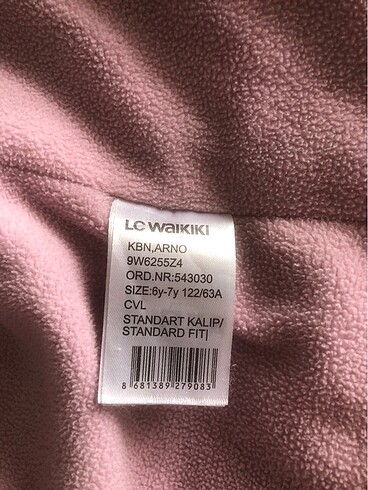 LC WAIKIKI
KBN,ARNO
9W6255Z4
ORD.NR:543030
SIZE:6y-7y 122/63A
CVL
STANDART KALIP/
STANDARD FIT|
8 681389 279083